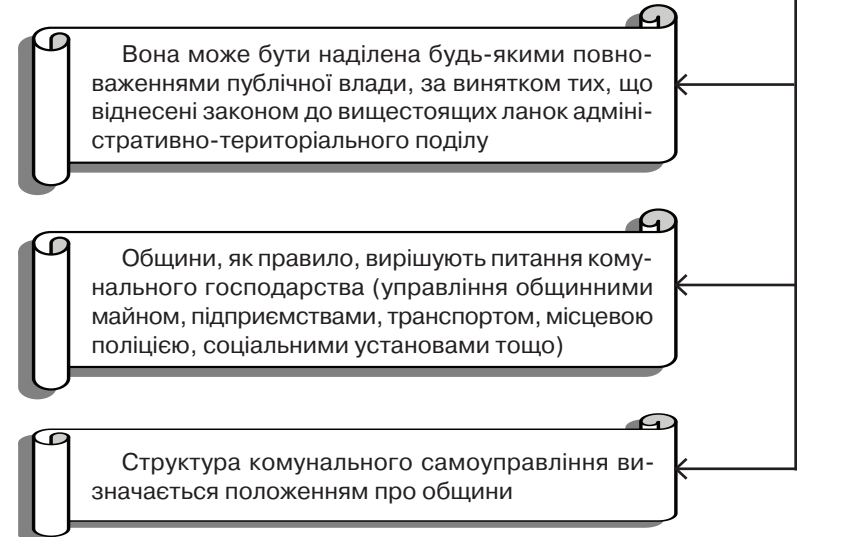 Вона може бути наділена будь-якими повно-
важеннями публічної влади, за винятком тих, що
віднесені законом до вищестоящих ланок адміні-
стративно-територіального поділу
Общини, як правило, вирішують питання кому-
нального господарства (управління общинними
майном, підприємствами, транспортом, місцевою
поліцією, соціальними установами тощо)
Структура комунального самоуправління ви-
значається положенням про общини